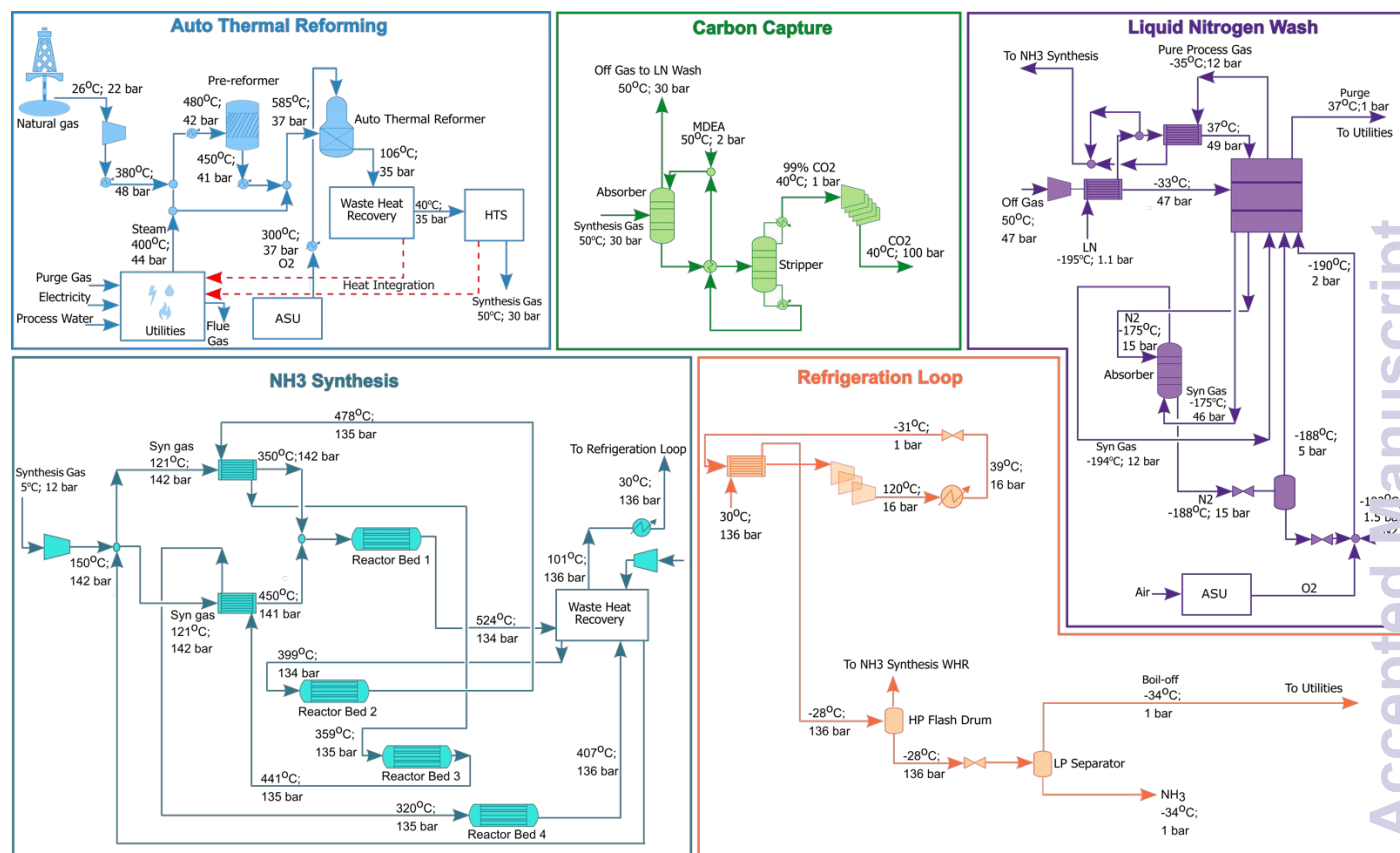 Auto Thermal Reforming
26°C; 22 bar
Natural gas
Pre-reformer
480°C;
42 bar
585°C;
37 bar
Auto Thermal Reformer
450°C;
41 bar
380°C;
48 bar
106°C;
35 bar
Waste Heat
Recovery
40°C;
35 bar
HTS
Steam
400°C;
44 bar
300°C;
37 bar
O2
Heat Integration
Purge Gas
Electricity
Process Water
Utilities
Flue
Gas
ASU
Synthesis Gas
50°C; 30 bar
Carbon Capture
Off Gas to LN Wash
50°C; 30 bar
MDEA
50°C; 2 bar
99% CO2
40°C; 1 bar
Absorber
Synthesis Gas
50°C; 30 bar
Stripper
CO2
40°C; 100 bar
Liquid Nitrogen Wash
To NH3 Synthesis
Pure Process Gas
-35°C;12 bar
Purge
37°C;1 bar
To Utilities
37°C;
49 bar
-33°C;
47 bar
Off Gas
50°C;
47 bar
LN
-195°C; 1.1 bar
-190°C;
2 bar
N2
-175°C;
15 bar
Absorber
Syn Gas
-175°C;
46 bar
Syn Gas
-194°C; 12 bar
-188°C;
5 bar
N2
-188°C; 15 bar
1.5 bar
Air
ASU
O2
NH3 Synthesis
478°C;
135 bar
Syn gas
121°C;
142 bar
350°C;142 bar
To Refrigeration Loop
30°C;
136 bar
Synthesis Gas
5°C; 12 bar
Reactor Bed 1
150°C;
142 bar
101°C;
136 bar
450°C;
141 bar
Syn gas
121°C;
142 bar
Waste Heat
Recovery
524°C;
134 bar
399°C;
134 bar
Reactor Bed 2
359°C;
135 bar
Reactor Bed 3
407°C;
136 bar
441°C;
135 bar
320°C;
135 bar
Reactor Bed 4
Refrigeration Loop
-31°C;
1 bar
39°C;
16 bar
120°C;
16 bar
30°C;
136 bar
To NH3 Synthesis WHR
-28°C;
136 bar
HP Flash Drum
-28°C;
136 bar
Boil-off
-34°C;
1 bar
To Utilities
LP Separator
NH3
-34°C;
1 bar
Accepted Manuscript